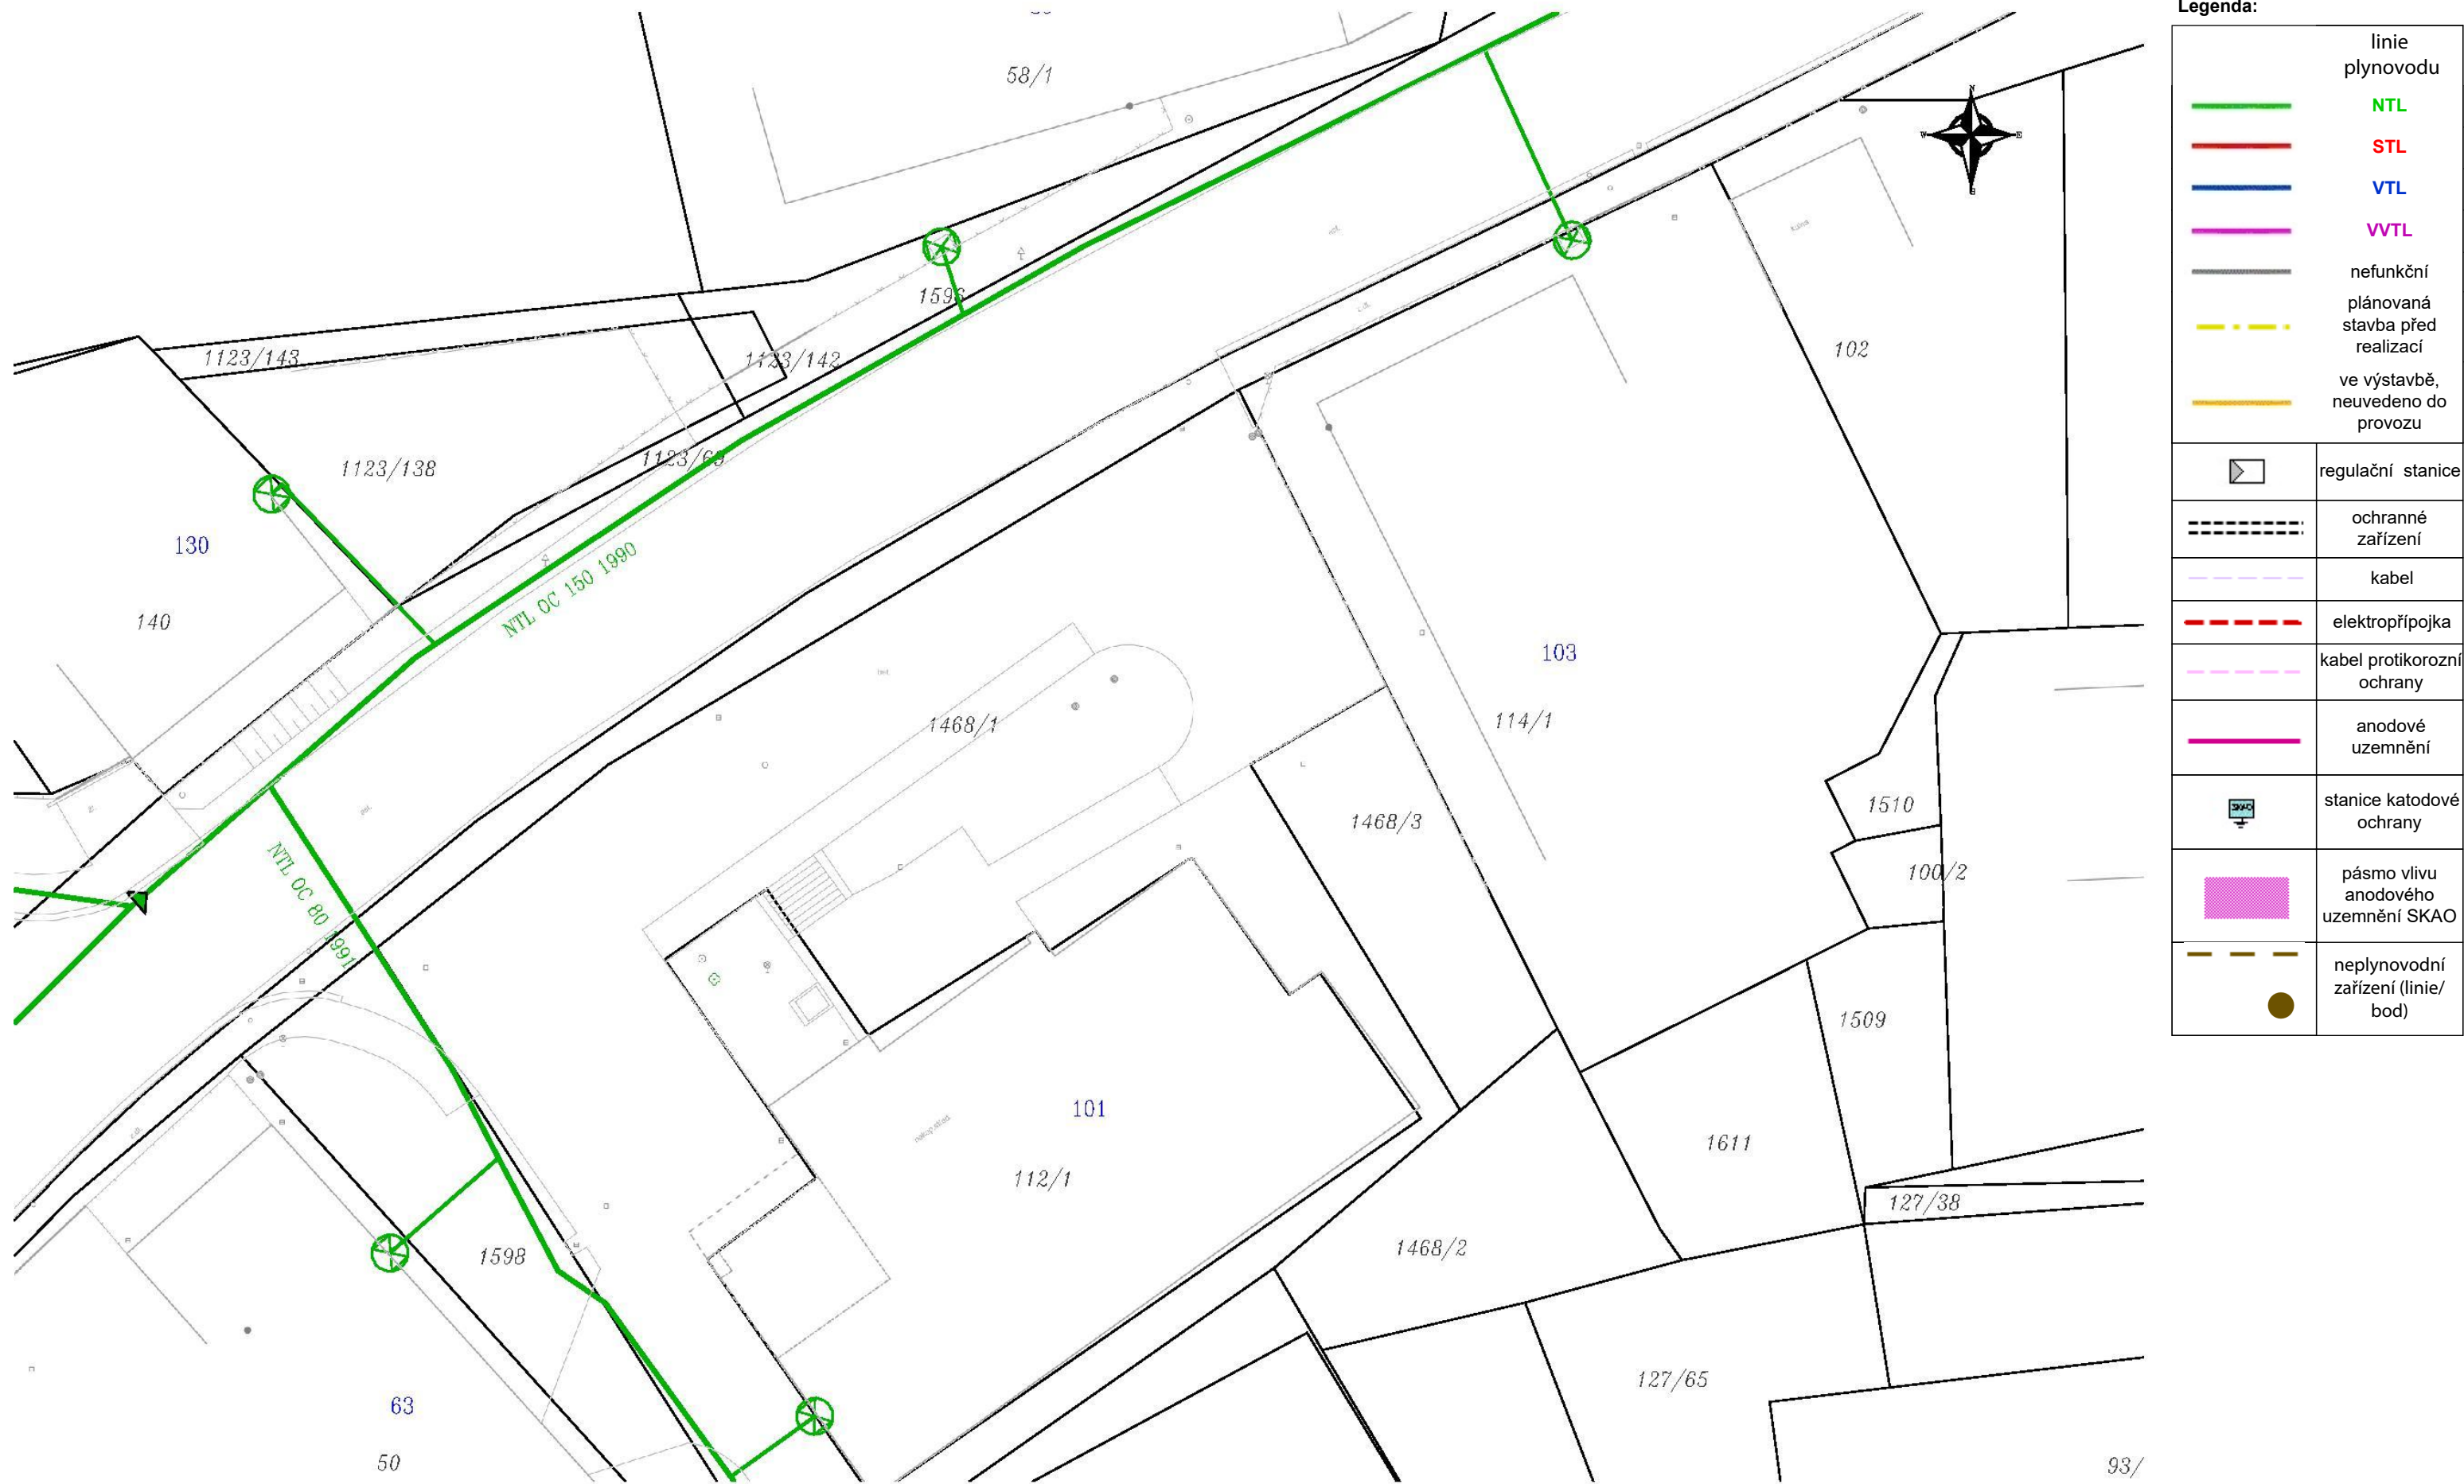 Legenda:
linie
plynovodu
NTL
STL
VTL
VVTL
nefunkční
plánovaná
stavba před
realizací
ve výstavbě,
neuvedeno do
provozu
regulační stanice
ochranné
zařízení
kabel
elektropřípojka
kabel protikorozní
ochrany
anodové
uzemnění
SKAO
stanice katodové
ochrany
pásmo vlivu
anodového
uzemnění SKAO
neplynovodní
zařízení (linie/
bod)
58/1
N
W
E
1596
102
1123/143
1123/142
1123/138
1123/69
130
140
NTL OC 150 1990
103
114/1
1468/1
1468/3
1510
100/2
NTL OC 80 1991
1509
101
112/1
1611
127/38
1598
1468/2
127/65
63
50
93/